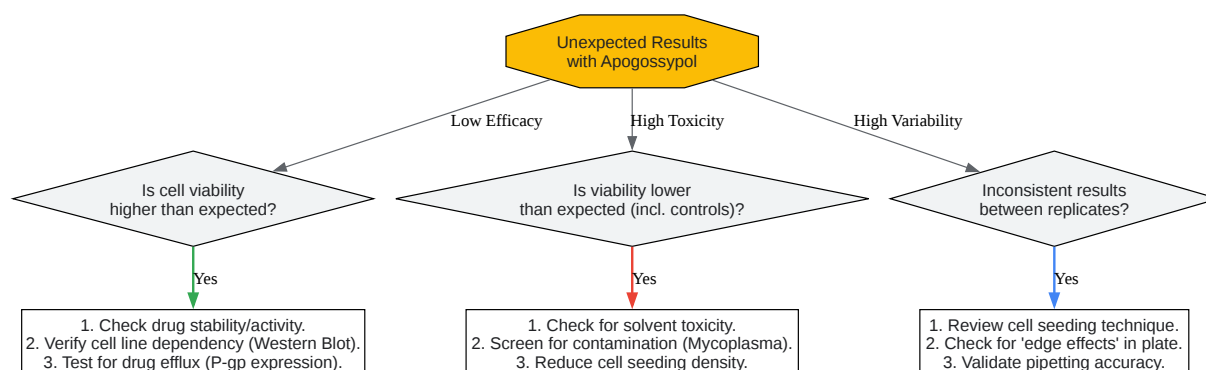 Unexpected Results
with Apogossypol
Low Efficacy
High Toxicity
High Variability
Is cell viability
higher than expected?
Is viability lower
than expected (incl. controls)?
Inconsistent results
between replicates?
Yes
Yes
Yes
1. Check drug stability/activity.
2. Verify cell line dependency (Western Blot).
3. Test for drug efflux (P-gp expression).
1. Check for solvent toxicity.
2. Screen for contamination (Mycoplasma).
3. Reduce cell seeding density.
1. Review cell seeding technique.
2. Check for 'edge effects' in plate.
3. Validate pipetting accuracy.